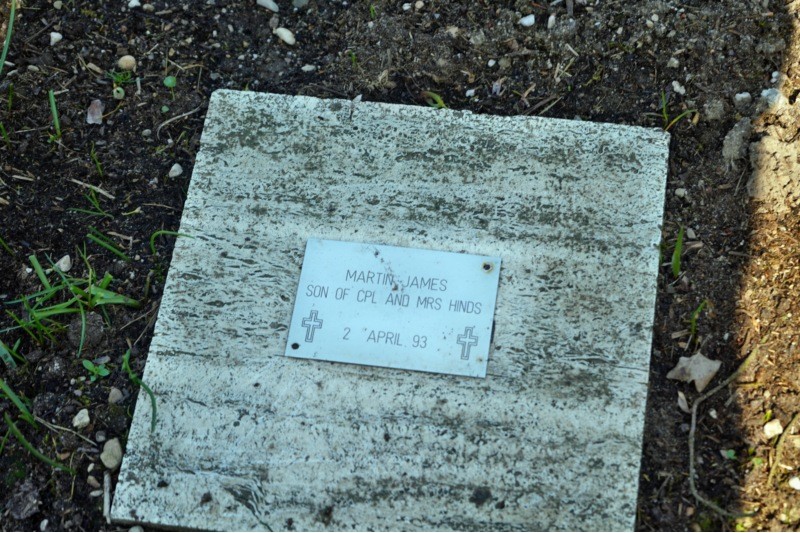 MARTIN JAMES
SON OF CPL AND MRS HINDS
2 APRIL 93